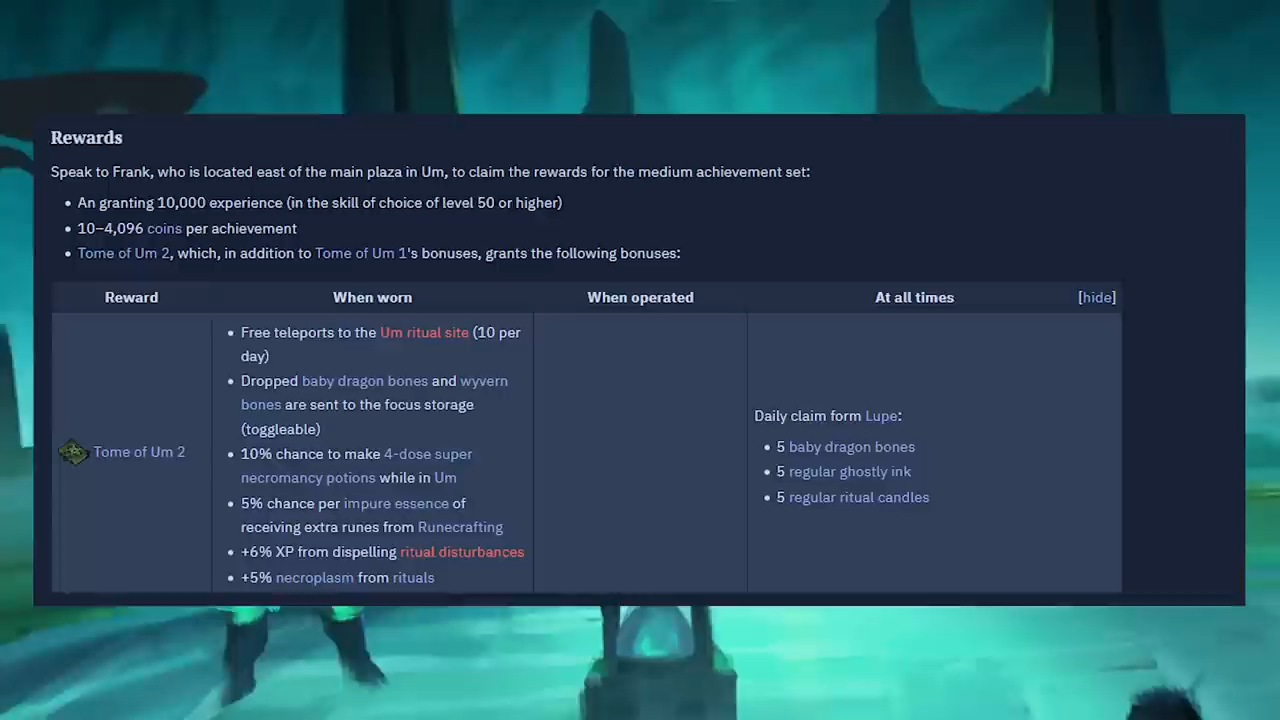 Rewards
Speak to Frank, who is located east of the main plaza in Um, to claim the rewards for the medium achievement set:
• An granting 10,000 experience (in the skill of choice of level 50 or higher)
• 10–4,096 coins per achievement
• Tome of Um 2, which, in addition to Tome of Um 1's bonuses, grants the following bonuses:
Reward When worn When operated At all times [hide]
Tome of Um 2
• Free teleports to the Um ritual site (10 per
day)
• Dropped baby dragon bones and wyvern
bones are sent to the focus storage
(toggleable)
• 10% chance to make 4-dose super
necromancy potions while in Um
• 5% chance per impure essence of
receiving extra runes from Runecrafting
• +6% XP from dispelling ritual disturbances
• +5% necroplasm from rituals
Daily claim form Lupe:
• 5 baby dragon bones
• 5 regular ghostly ink
• 5 regular ritual candles